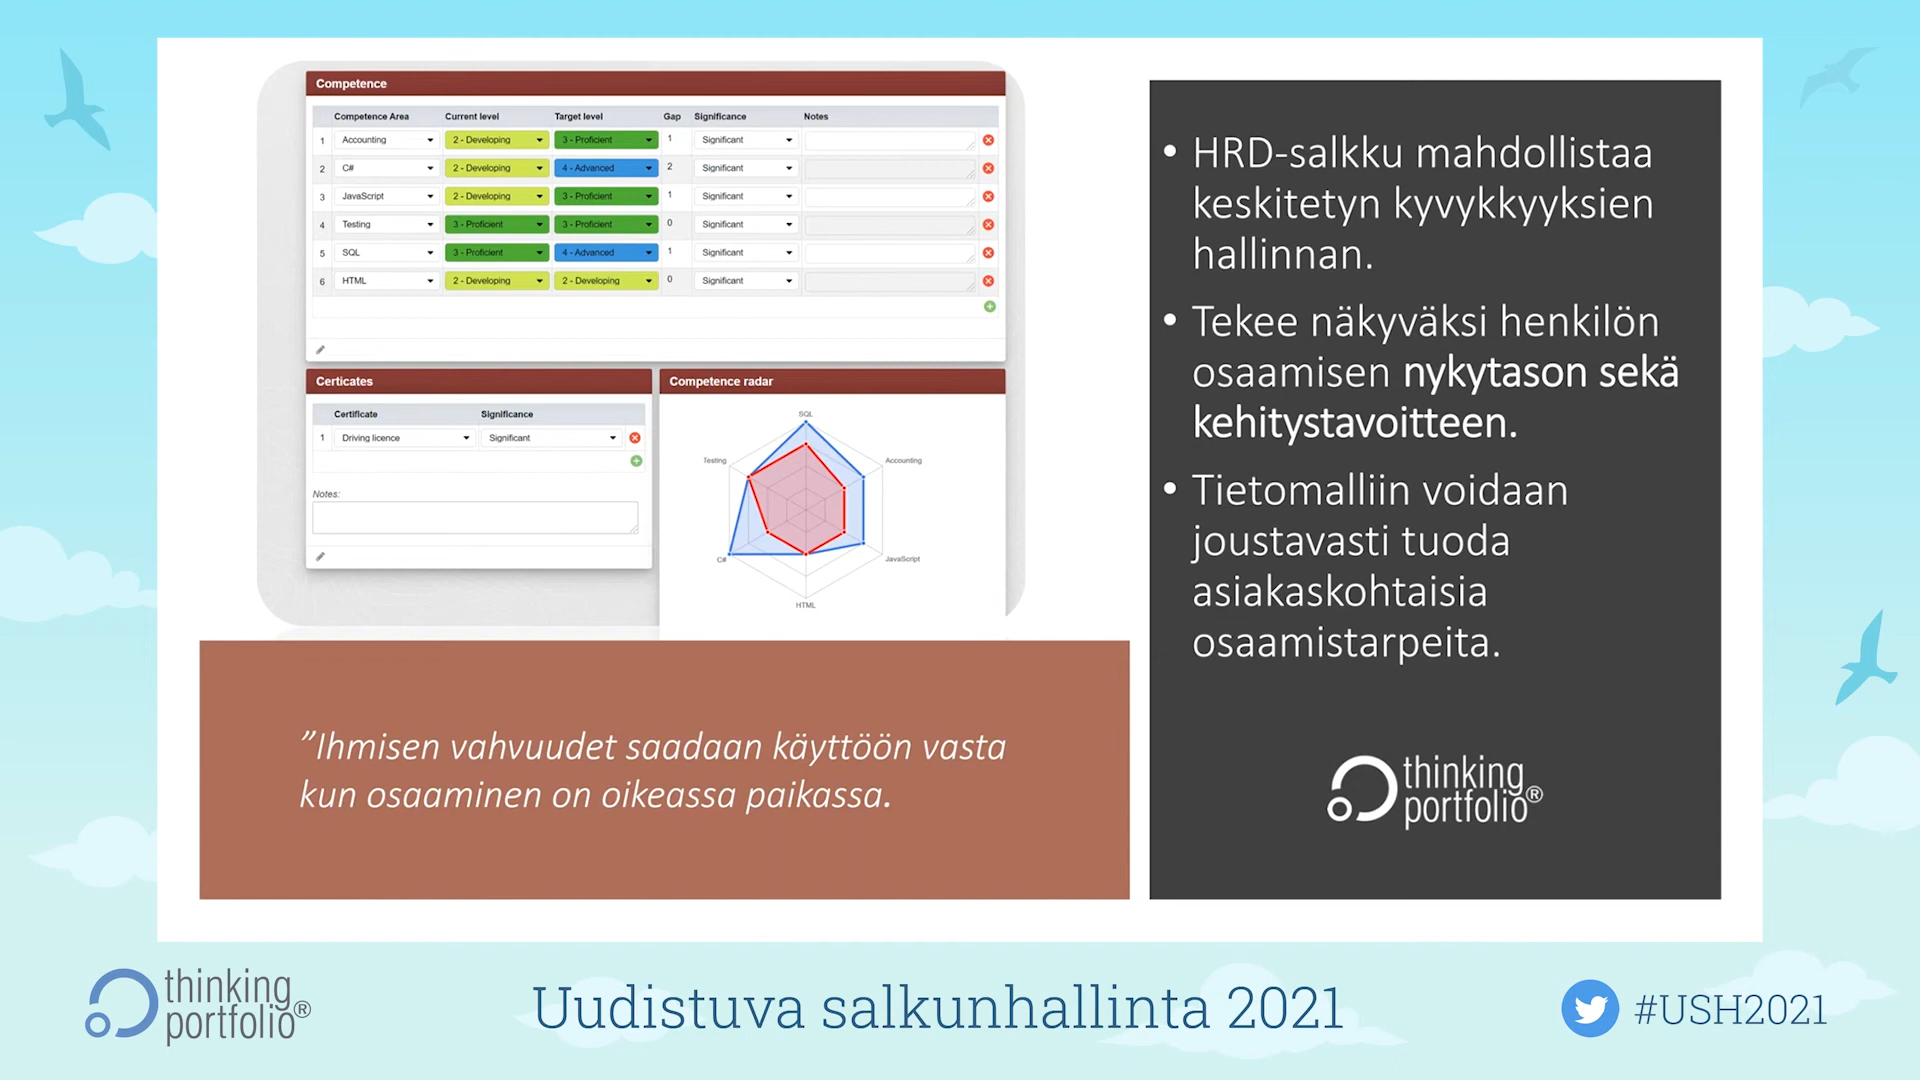 Competence
Competence Area Current level Target level Gap Significance Notes
1 Accounting 2 - Developing 3 - Proficient 1 Significant
2 C# 2 - Developing 4 - Advanced 2 Significant
3 JavaScript 2 - Developing 3 - Proficient 1 Significant
4 Testing 3 - Proficient 3 - Proficient 0 Significant
5 SQL 3 - Proficient 4 - Advanced 1 Significant
6 HTML 2 - Developing 2 - Developing 0 Significant
Certicates
Certificate Significance
1 Driving licence Significant
Notes:
Competence radar
SQL
Testing Accounting
C# JavaScript
HTML
”Ihmisen vahvuudet saadaan käyttöön vasta
kun osaaminen on oikeassa paikassa.
• HRD-salkku mahdollistaa
keskitetyn kyvykkyyksien
hallinnan.
• Tekee näkyväksi henkilön
osaamisen nykytason sekä
kehitystavoitteen.
• Tietomalliin voidaan
joustavasti tuoda
asiakaskohtaisia
osaamistarpeita.
thinking
portfolio®
thinking
portfolio®
Uudistuva salkunhallinta 2021
#USH2021